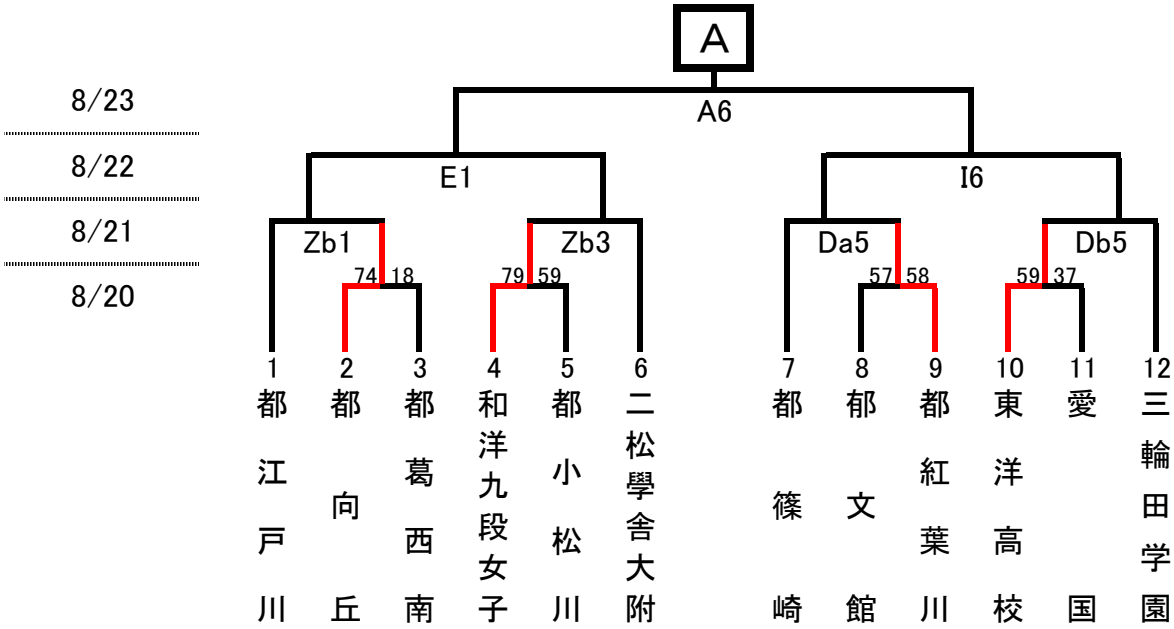 A
8/23
A6
8/22
E1
I6
8/21
Zb1
Zb3
Da5
Db5
74 18
79 59
57 58
59 37
8/20
1 2 3 4 5 6 7 8 9 10 11 12
都江戸川
都向丘
都葛西南
和洋九段女子
都小松川
二松學舎大附
都篠崎
郁文館
都紅葉川
東洋高校
愛国
三輪田学園